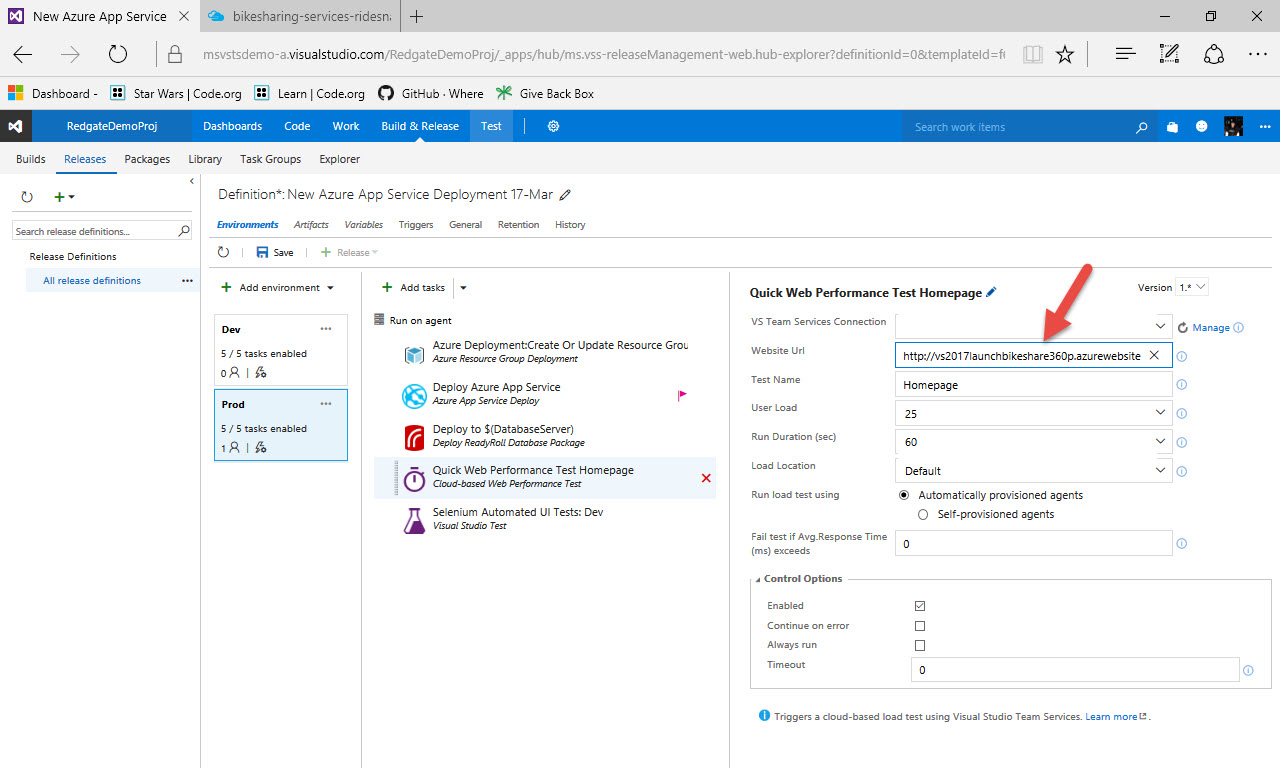 New Azure App Service
bikesharing-services-ridesn
msvstsdemo-a.visualstudio.com/RedgateDemoProj/_apps/hub/ms.vss-releaseManagement-web.hub-explorer?definitionId=0&templateId=f
Dashboard - Star Wars | Code.org Learn | Code.org GitHub · Where Give Back Box
RedgateDemoProj Dashboards Code Work Build & Release Test Search work items
Builds Releases Packages Library Task Groups Explorer
Definition*: New Azure App Service Deployment 17-Mar
Search release definitions...
Release Definitions
All release definitions
Environments Artifacts Variables Triggers General Retention History
Save Release
Add environment
Dev
5 / 5 tasks enabled
0
Prod
5 / 5 tasks enabled
1
Add tasks
Run on agent
Azure Deployment:Create Or Update Resource Grou
Azure Resource Group Deployment
Deploy Azure App Service
Azure App Service Deploy
Deploy to $(DatabaseServer)
Deploy ReadyRoll Database Package
Quick Web Performance Test Homepage
Cloud-based Web Performance Test
Selenium Automated UI Tests: Dev
Visual Studio Test
Quick Web Performance Test Homepage
Version 1.*
VS Team Services Connection Manage
Website Url http://vs2017launchbikeshare360p.azurewebsite
Test Name Homepage
User Load 25
Run Duration (sec) 60
Load Location Default
Run load test using Automatically provisioned agents
Self-provisioned agents
Fail test if Avg.Response Time
(ms) exceeds 0
Control Options
Enabled
Continue on error
Always run
Timeout 0
Triggers a cloud-based load test using Visual Studio Team Services. Learn more.